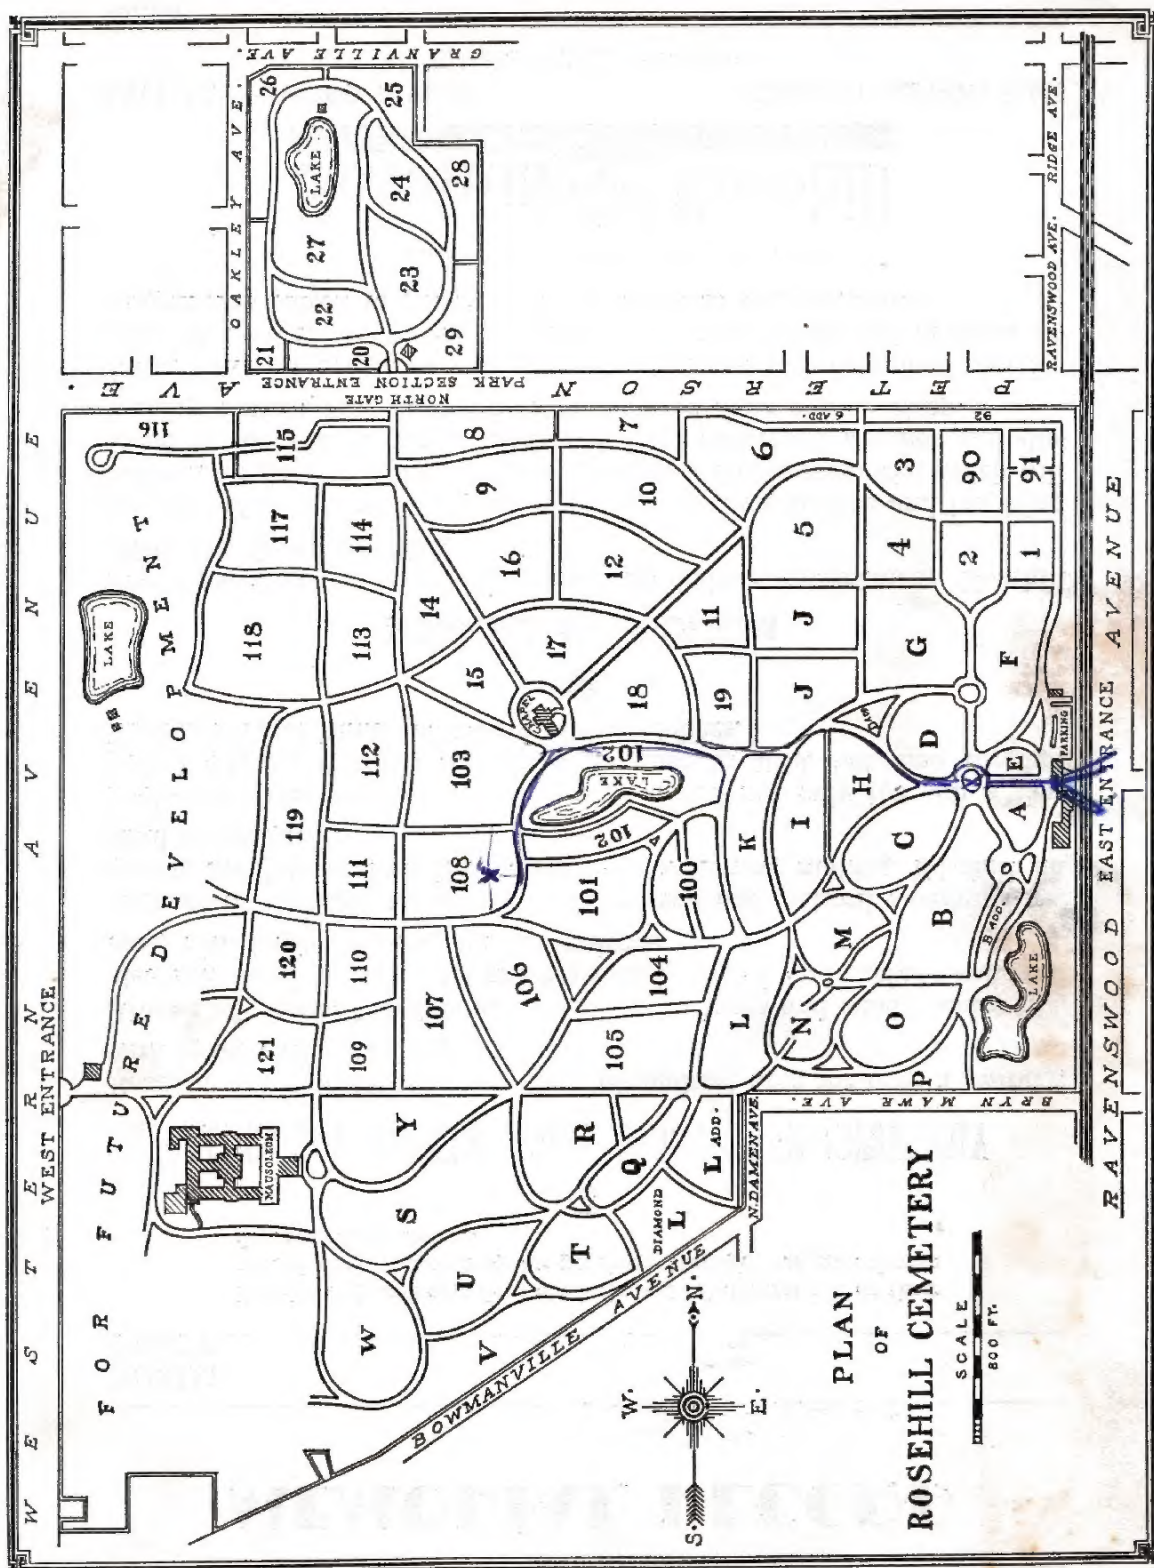 WESTERN AVENUE
WEST ENTRANCE
FOR FUTURE DEVELOPMENT
LAKE
116
115
117
118
119
120
121
MAUSOLEUM
114
113
112
111
110
109
NORTH GATE
PARK SECTION ENTRANCE
PETERSON AVE.
OAKLEY AVE.
GRANVILLE AVE.
26
25
LAKE
24
28
27
23
22
21
20
29
8
9
7
10
6
6 ADD.
92
14
16
12
15
17
11
CHAPEL
18
19
103
102
LAKE
102
108
X
101
100
107
106
104
105
5
3
4
90
91
2
1
J
J
G
F
D
E
A
H
I
K
C
B
B ADD.
M
L
N
O
P
LAKE
PARKING
Y
S
R
Q
L ADD.
DIAMOND
L
T
U
V
W
BOWMANVILLE AVENUE
N. DAMEN AVE.
BRYN MAWR AVE.
EAST ENTRANCE
RAVENSWOOD AVENUE
RAVENSWOOD AVE.
RIDGE AVE.
W.
N.
E.
S.
PLAN
OF
ROSEHILL CEMETERY
SCALE
800 FT.